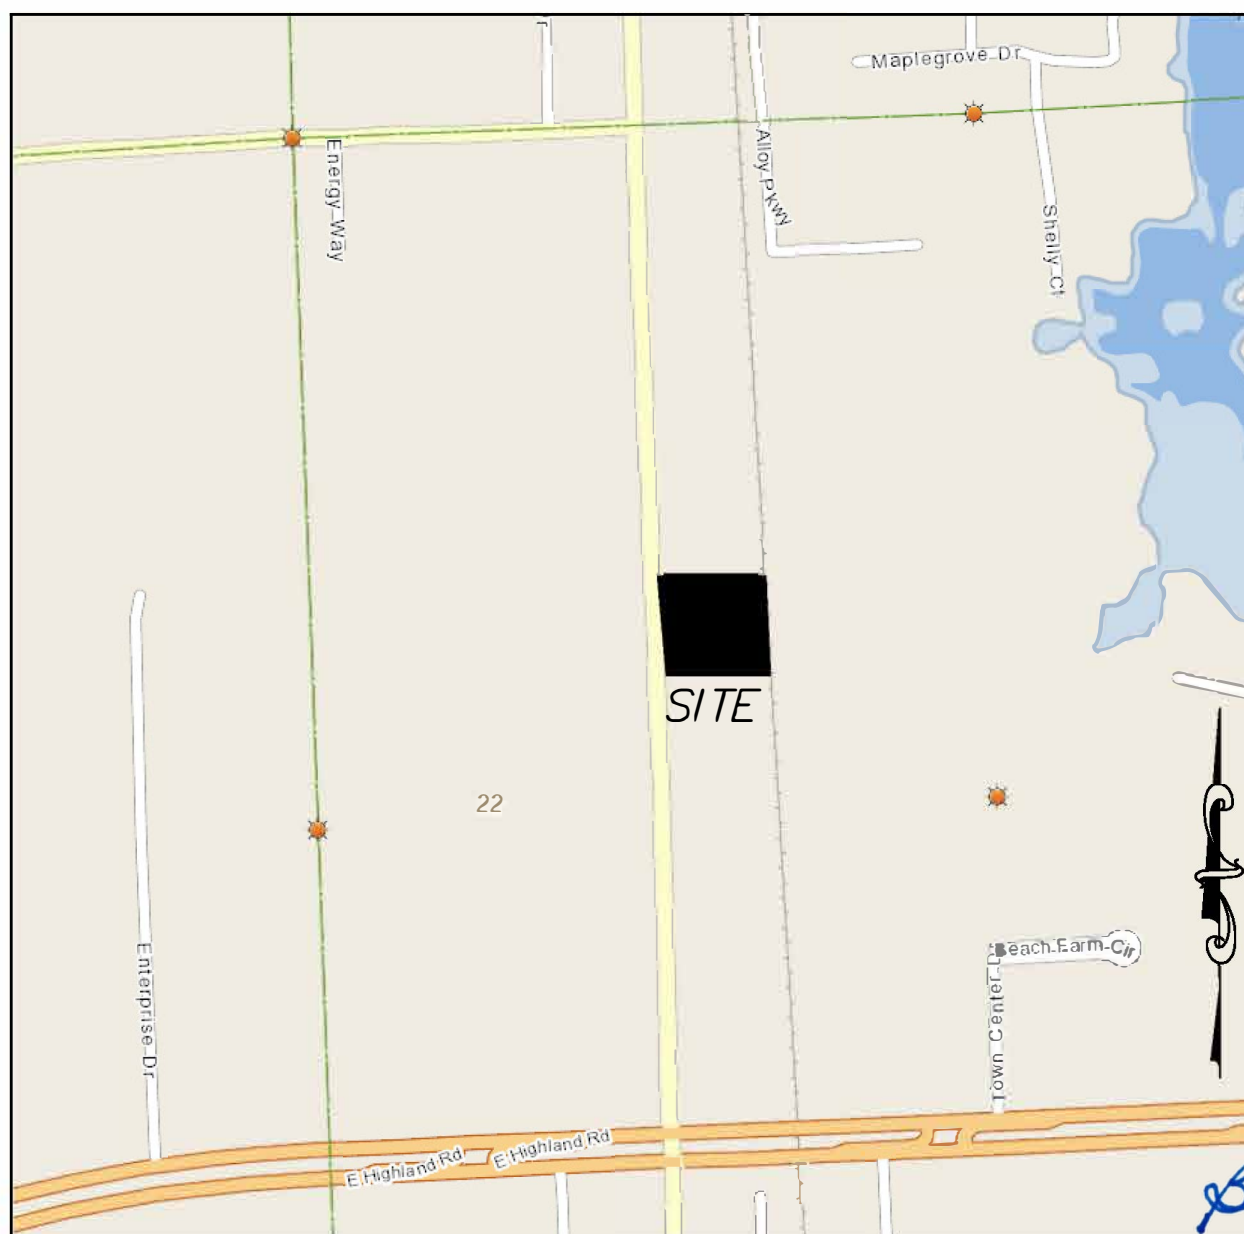 Maplegrove Dr
Energy Way
Alloy Pkwy
Shelly Ct
SITE
22
Beach Farm Cir
Enterprise Dr
Town Center
E Highland Rd
E Highland Rd